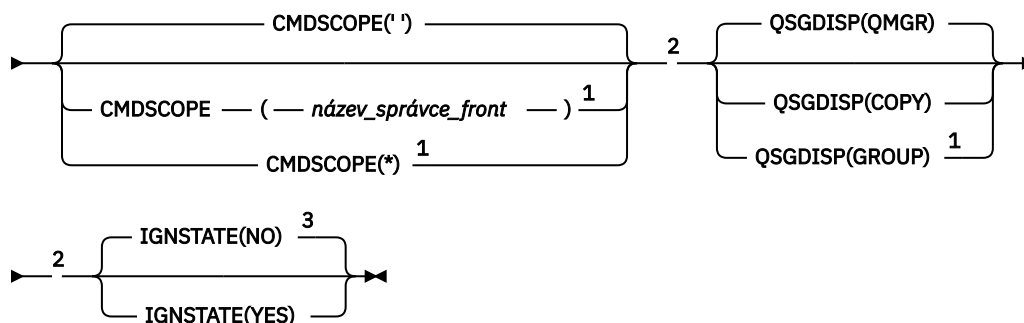 CMDSCOPE(' ')
CMDSCOPE ( název_správce_front ) 1
CMDSCOPE(*) 1
2
QSGDISP(QMGR)
QSGDISP(COPY)
QSGDISP(GROUP) 1
2
IGNSTATE(NO) 3
IGNSTATE(YES)